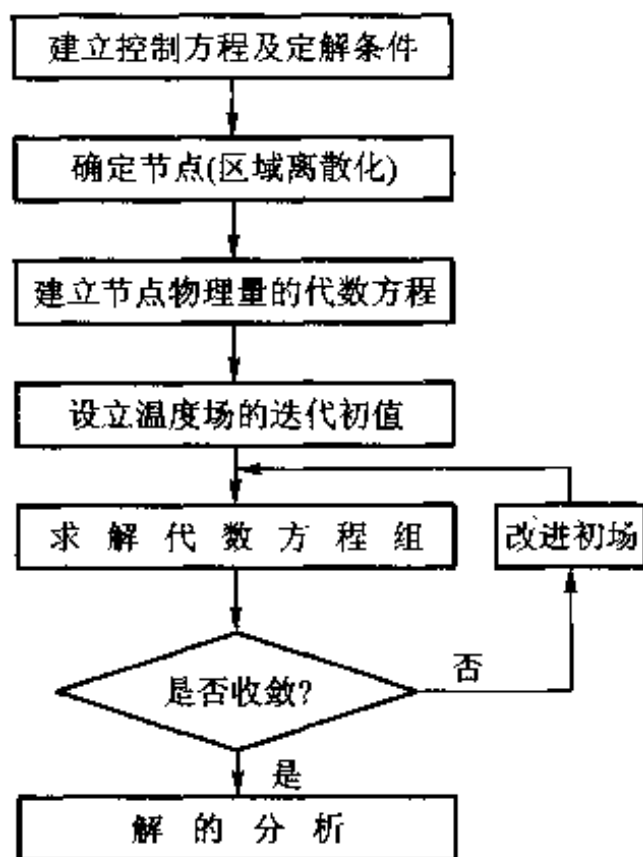 建立控制方程及定解条件
确定节点(区域离散化)
建立节点物理量的代数方程
设立温度场的迭代初值
求解代数方程组
改进初场
是否收敛?
否
是
解的分析